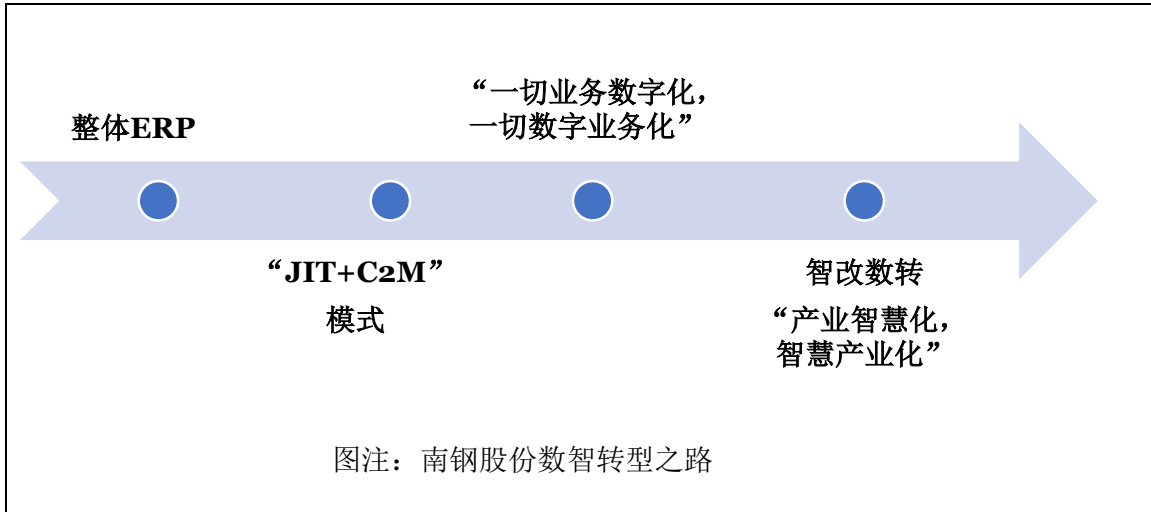 整体ERP
“JIT+C2M”
模式
“一切业务数字化，
一切数字业务化”
智改数转
“产业智慧化，
智慧产业化”
图注：南钢股份数智转型之路